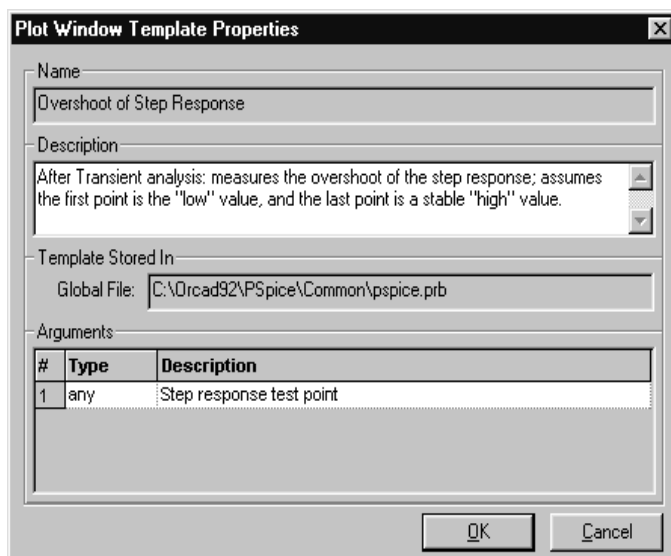 Plot Window Template Properties
Name
Overshoot of Step Response
Description
After Transient analysis: measures the overshoot of the step response; assumes
the first point is the "low" value, and the last point is a stable "high" value.
Template Stored In
Global File: C:\Orcad92\PSpice\Common\pspice.prb
Arguments
# Type Description
1 any Step response test point
OK Cancel